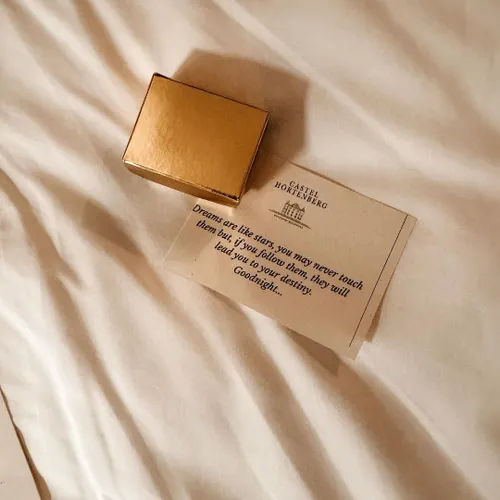 CASTEL
HÖRTENBERG
Dreams are like stars, you may never touch
them but, if you follow them, they will
lead you to your destiny.
Goodnight...